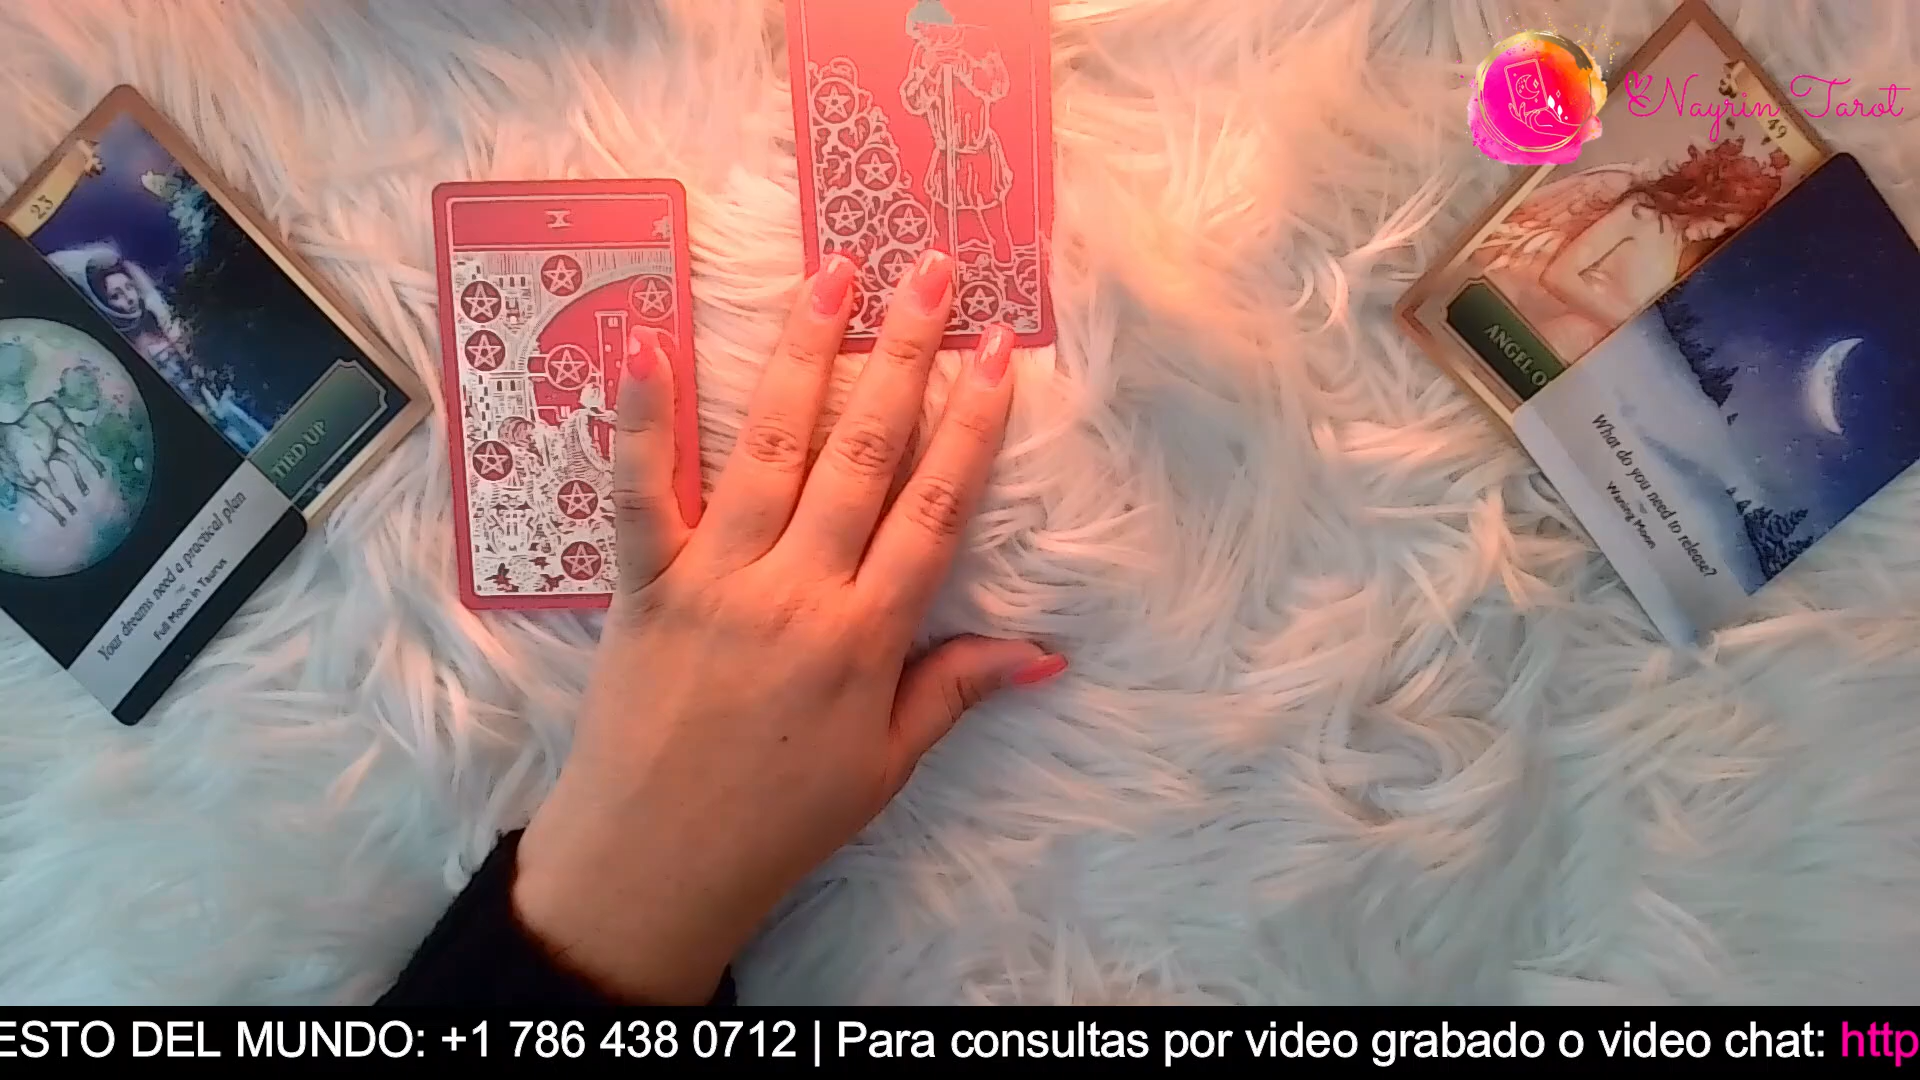 Nayrin Tarot
X
23
TIED UP
Your dreams need a practical plan
Full Moon in Taurus
49
ANGEL O
What do you need to release?
Waning Moon
ESTO DEL MUNDO: +1 786 438 0712 | Para consultas por video grabado o video chat: http